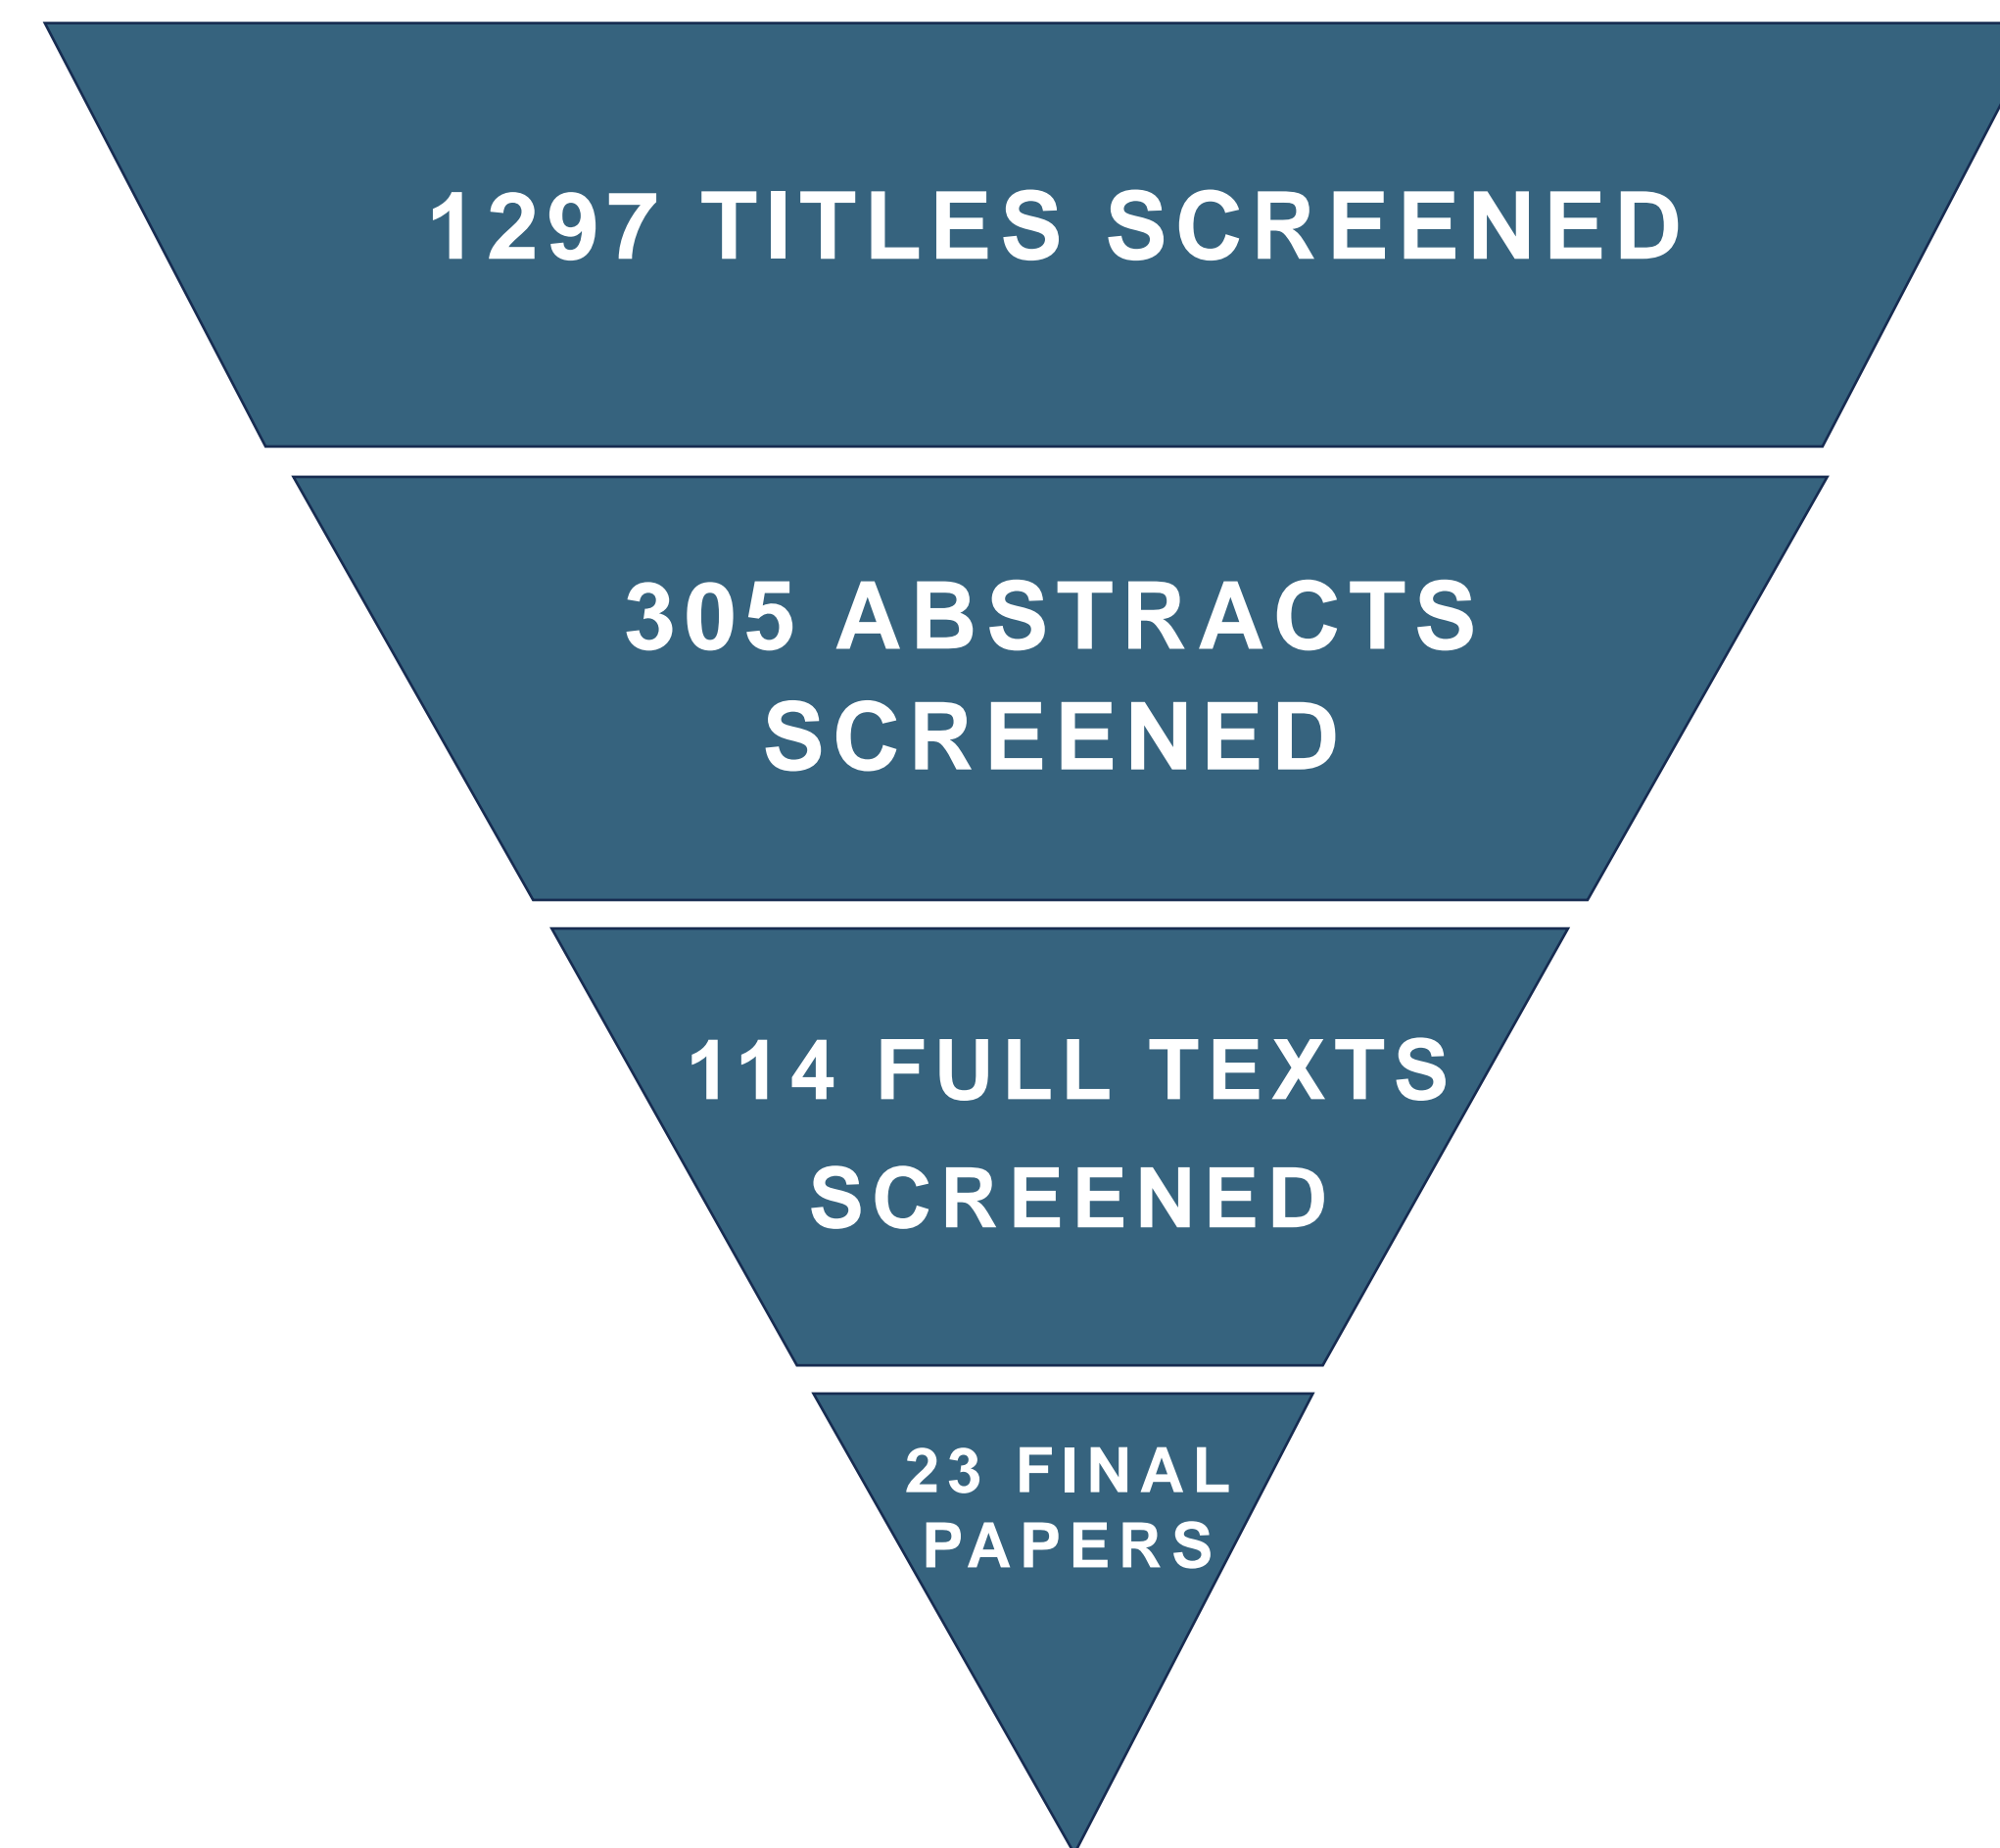 1297 TITLES SCREENED
305 ABSTRACTS
SCREENED
114 FULL TEXTS
SCREENED
23 FINAL
PAPERS